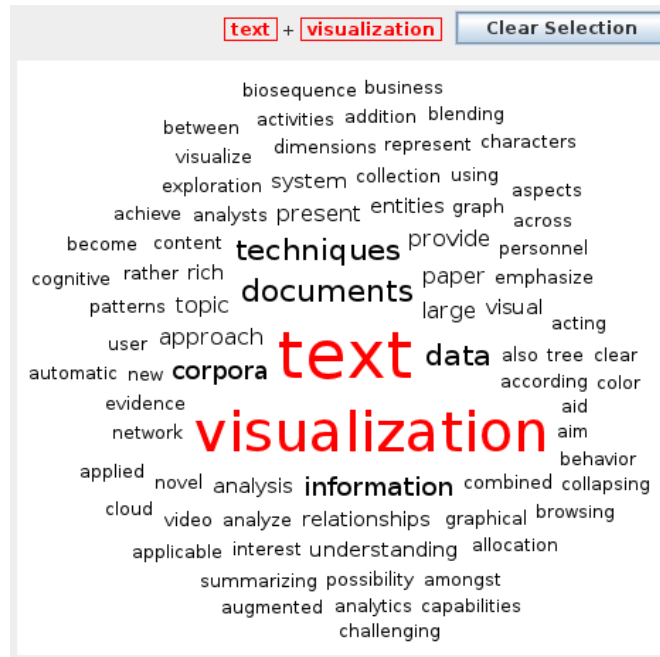 text + visualization Clear Selection
biosequence business
between activities addition blending
visualize dimensions represent characters
exploration system collection using
aspects
achieve analysts present entities graph
across
become content techniques provide personnel
cognitive rather rich documents paper emphasize
patterns topic large visual
acting
user approach text data also tree clear
automatic new corpora according color
evidence aid
network visualization aim
behavior
applied novel analysis information combined collapsing
cloud video analyze relationships graphical browsing
applicable interest understanding allocation
summarizing possibility amongst
augmented analytics capabilities
challenging